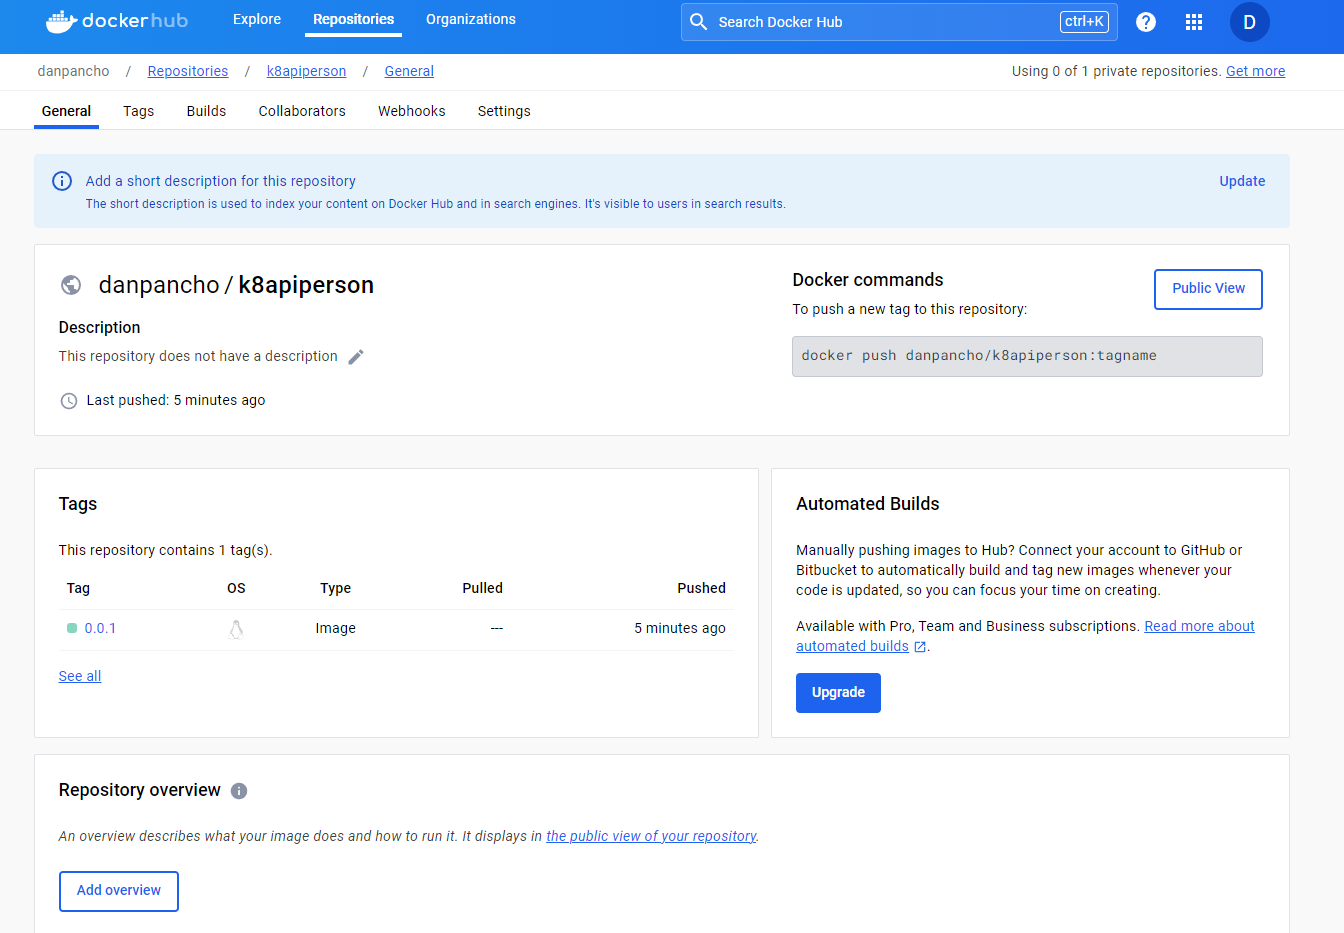 dockerhub
Explore
Repositories
Organizations
Search Docker Hub
ctrl+K
?
D
danpancho / Repositories / k8apiperson / General
Using 0 of 1 private repositories. Get more
General
Tags
Builds
Collaborators
Webhooks
Settings
Add a short description for this repository
Update
The short description is used to index your content on Docker Hub and in search engines. It's visible to users in search results.
danpancho / k8apiperson
Description
This repository does not have a description
Last pushed: 5 minutes ago
Docker commands
Public View
To push a new tag to this repository:
docker push danpancho/k8apiperson:tagname
Tags
This repository contains 1 tag(s).
Tag OS Type Pulled Pushed
0.0.1 Image --- 5 minutes ago
See all
Automated Builds
Manually pushing images to Hub? Connect your account to GitHub or
Bitbucket to automatically build and tag new images whenever your
code is updated, so you can focus your time on creating.
Available with Pro, Team and Business subscriptions. Read more about
automated builds.
Upgrade
Repository overview
An overview describes what your image does and how to run it. It displays in the public view of your repository.
Add overview